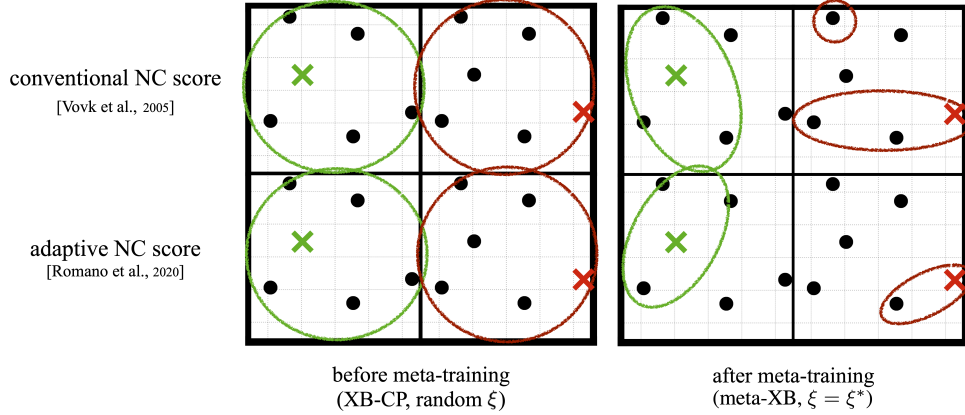 conventional NC score
[Vovk et al., 2005]
adaptive NC score
[Romano et al., 2020]
before meta-training
(XB-CP, random ξ)
after meta-training
(meta-XB, ξ = ξ*)